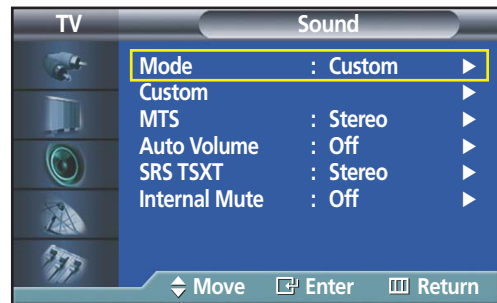 TV Sound
Mode : Custom
Custom
MTS : Stereo
Auto Volume : Off
SRS TSXT : Stereo
Internal Mute : Off
Move Enter Return